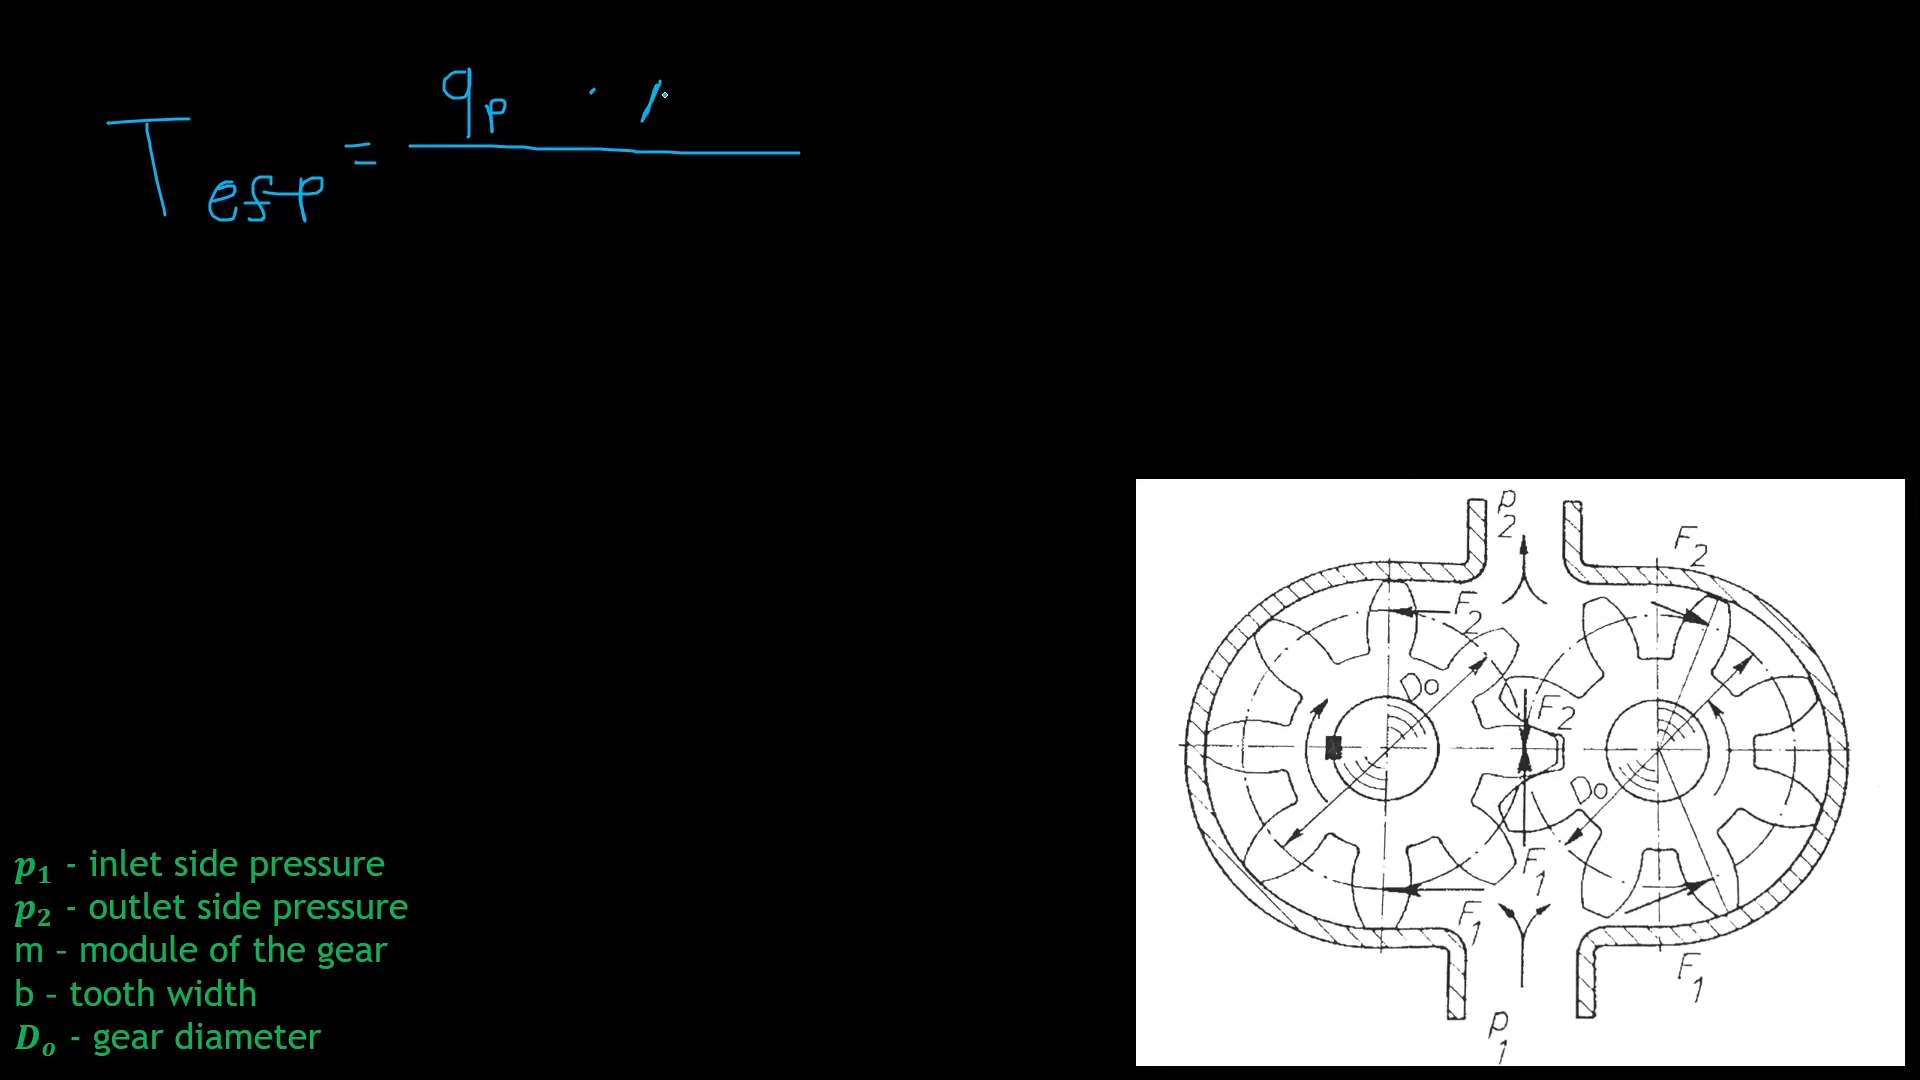 T_efp = q_p · /
p₂
F₂
F₂
D₀
F₂
D₀
F₁
F₁
F₁
p₁
p₁ - inlet side pressure
p₂ - outlet side pressure
m – module of the gear
b – tooth width
Dₒ - gear diameter